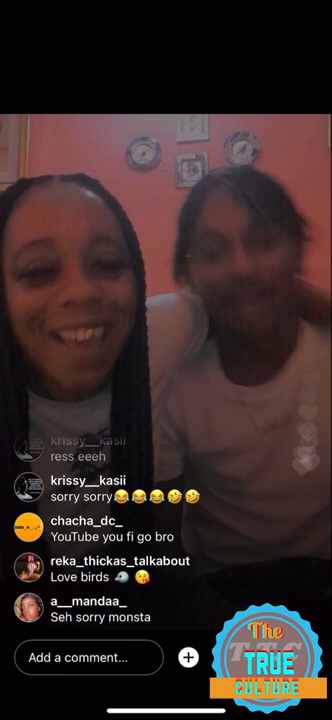 krissy__kasii
ress eeeh
krissy__kasii
sorry sorry😂😂😂🤣🤣
chacha_dc_
YouTube you fi go bro
reka_thickas_talkabout
Love birds 🐦 😘
a__mandaa_
Seh sorry monsta
Add a comment...
The
TRUE
CULTURE